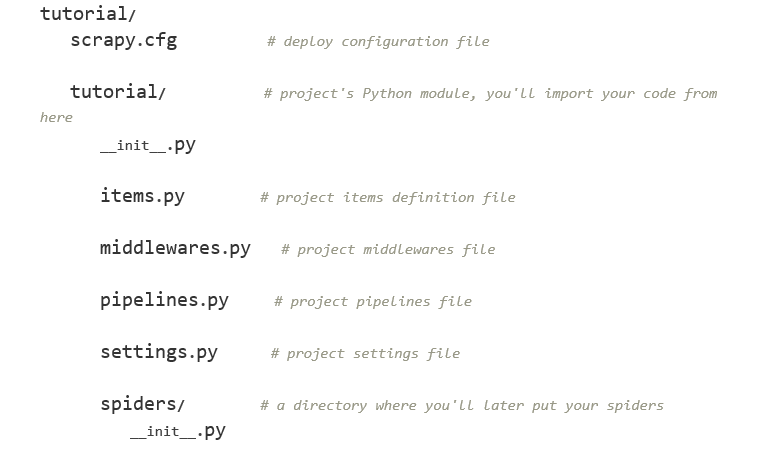 tutorial/
scrapy.cfg # deploy configuration file
tutorial/ # project's Python module, you'll import your code from
here
__init__.py
items.py # project items definition file
middlewares.py # project middlewares file
pipelines.py # project pipelines file
settings.py # project settings file
spiders/ # a directory where you'll later put your spiders
__init__.py